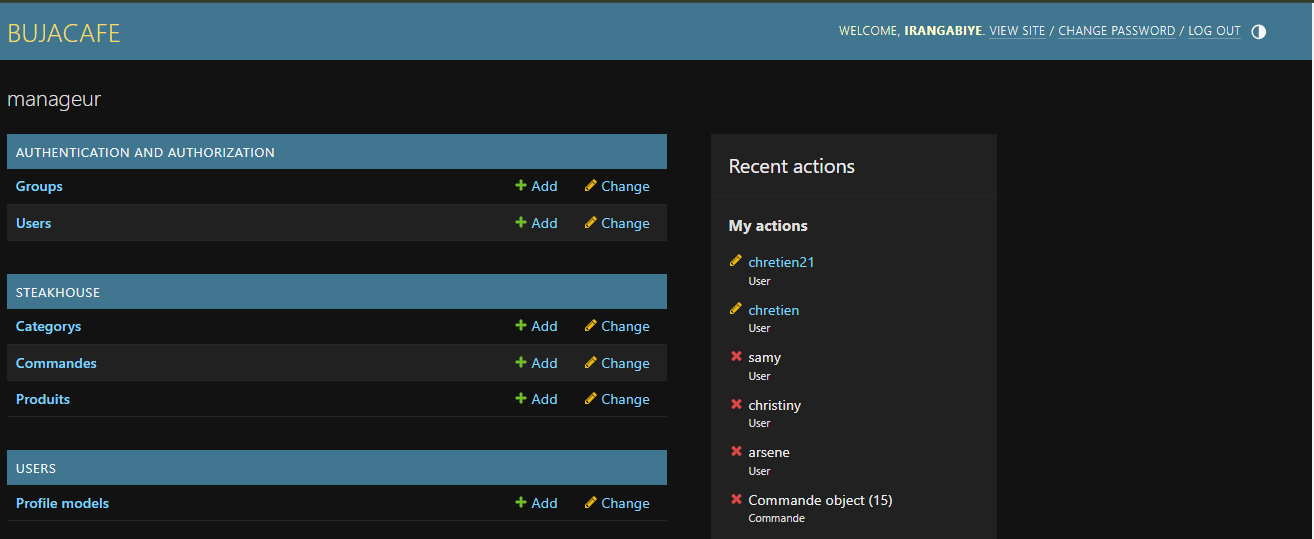 BUJACAFE
WELCOME, IRANGABIYE. VIEW SITE / CHANGE PASSWORD / LOG OUT
manageur
AUTHENTICATION AND AUTHORIZATION
Groups Add Change
Users Add Change
STEAKHOUSE
Categorys Add Change
Commandes Add Change
Produits Add Change
USERS
Profile models Add Change
Recent actions
My actions
chretien21
User
chretien
User
samy
User
christiny
User
arsene
User
Commande object (15)
Commande